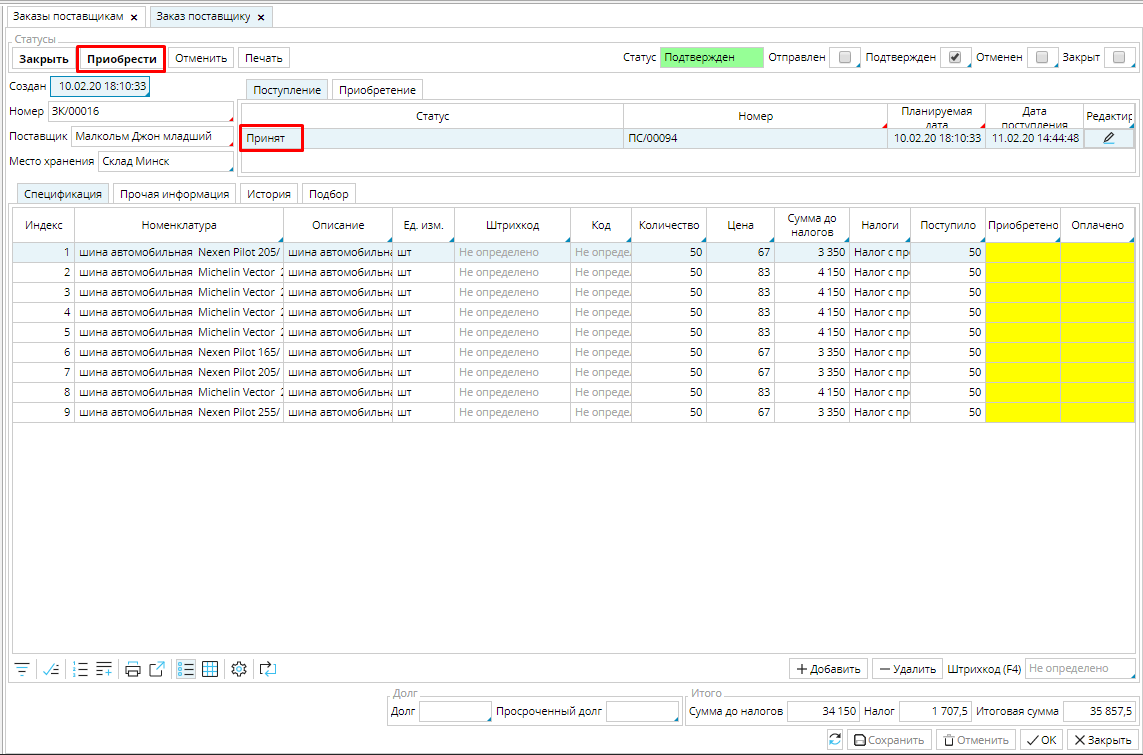 Заказы поставщикам × Заказ поставщику ×
Статусы
Закрыть Приобрести Отменить Печать Статус Подтвержден Отправлен Подтвержден Отменен Закрыт
Создан 10.02.20 18:10:33
Номер ЗК/00016
Поставщик Малкольм Джон младший
Место хранения Склад Минск
Поступление Приобретение
Статус Номер Планируемая дата Дата поступления Редактир
Принят ПС/00094 10.02.20 18:10:33 11.02.20 14:44:48
Спецификация Прочая информация История Подбор
Индекс Номенклатура Описание Ед. изм. Штрихкод Код Количество Цена Сумма до налогов Налоги Поступило Приобретено Оплачено
1 шина автомобильная Nexen Pilot 205/ шина автомобильна шт Не определено Не определ 50 67 3 350 Налог с пр 50
2 шина автомобильная Michelin Vector 2 шина автомобильна шт Не определено Не определ 50 83 4 150 Налог с пр 50
3 шина автомобильная Michelin Vector 2 шина автомобильна шт Не определено Не определ 50 83 4 150 Налог с пр 50
4 шина автомобильная Michelin Vector 2 шина автомобильна шт Не определено Не определ 50 83 4 150 Налог с пр 50
5 шина автомобильная Michelin Vector 2 шина автомобильна шт Не определено Не определ 50 83 4 150 Налог с пр 50
6 шина автомобильная Nexen Pilot 165/ шина автомобильна шт Не определено Не определ 50 67 3 350 Налог с пр 50
7 шина автомобильная Nexen Pilot 205/ шина автомобильна шт Не определено Не определ 50 67 3 350 Налог с пр 50
8 шина автомобильная Michelin Vector 2 шина автомобильна шт Не определено Не определ 50 83 4 150 Налог с пр 50
9 шина автомобильная Nexen Pilot 255/ шина автомобильна шт Не определено Не определ 50 67 3 350 Налог с пр 50
Добавить Удалить Штрихкод (F4) Не определено
Долг Итого
Долг Просроченный долг Сумма до налогов 34 150 Налог 1 707,5 Итоговая сумма 35 857,5
Сохранить Отменить OK Закрыть